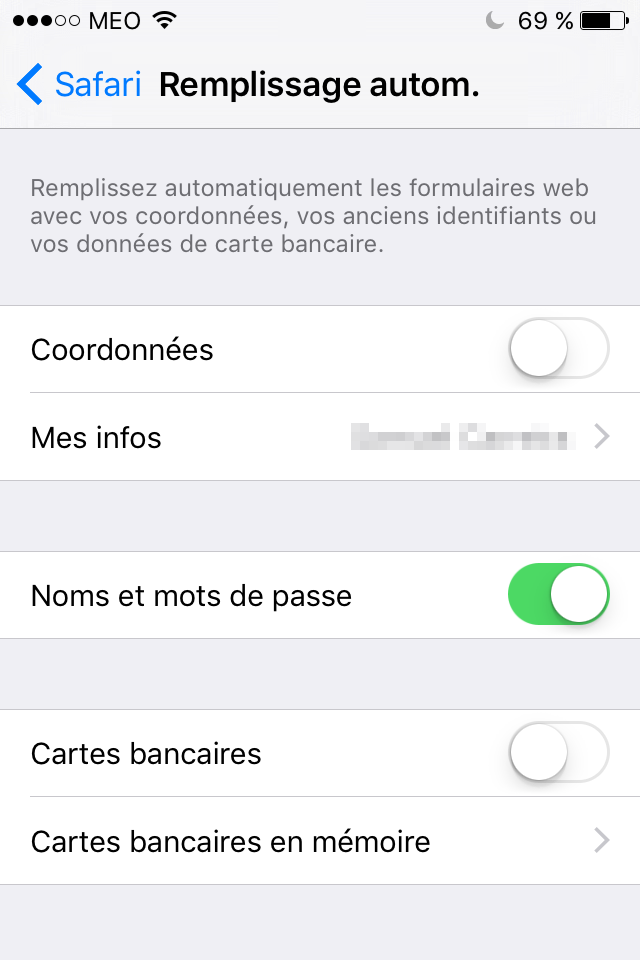 MEO 69 %
Safari Remplissage autom.
Remplissez automatiquement les formulaires web
avec vos coordonnées, vos anciens identifiants ou
vos données de carte bancaire.
Coordonnées
Mes infos
Noms et mots de passe
Cartes bancaires
Cartes bancaires en mémoire